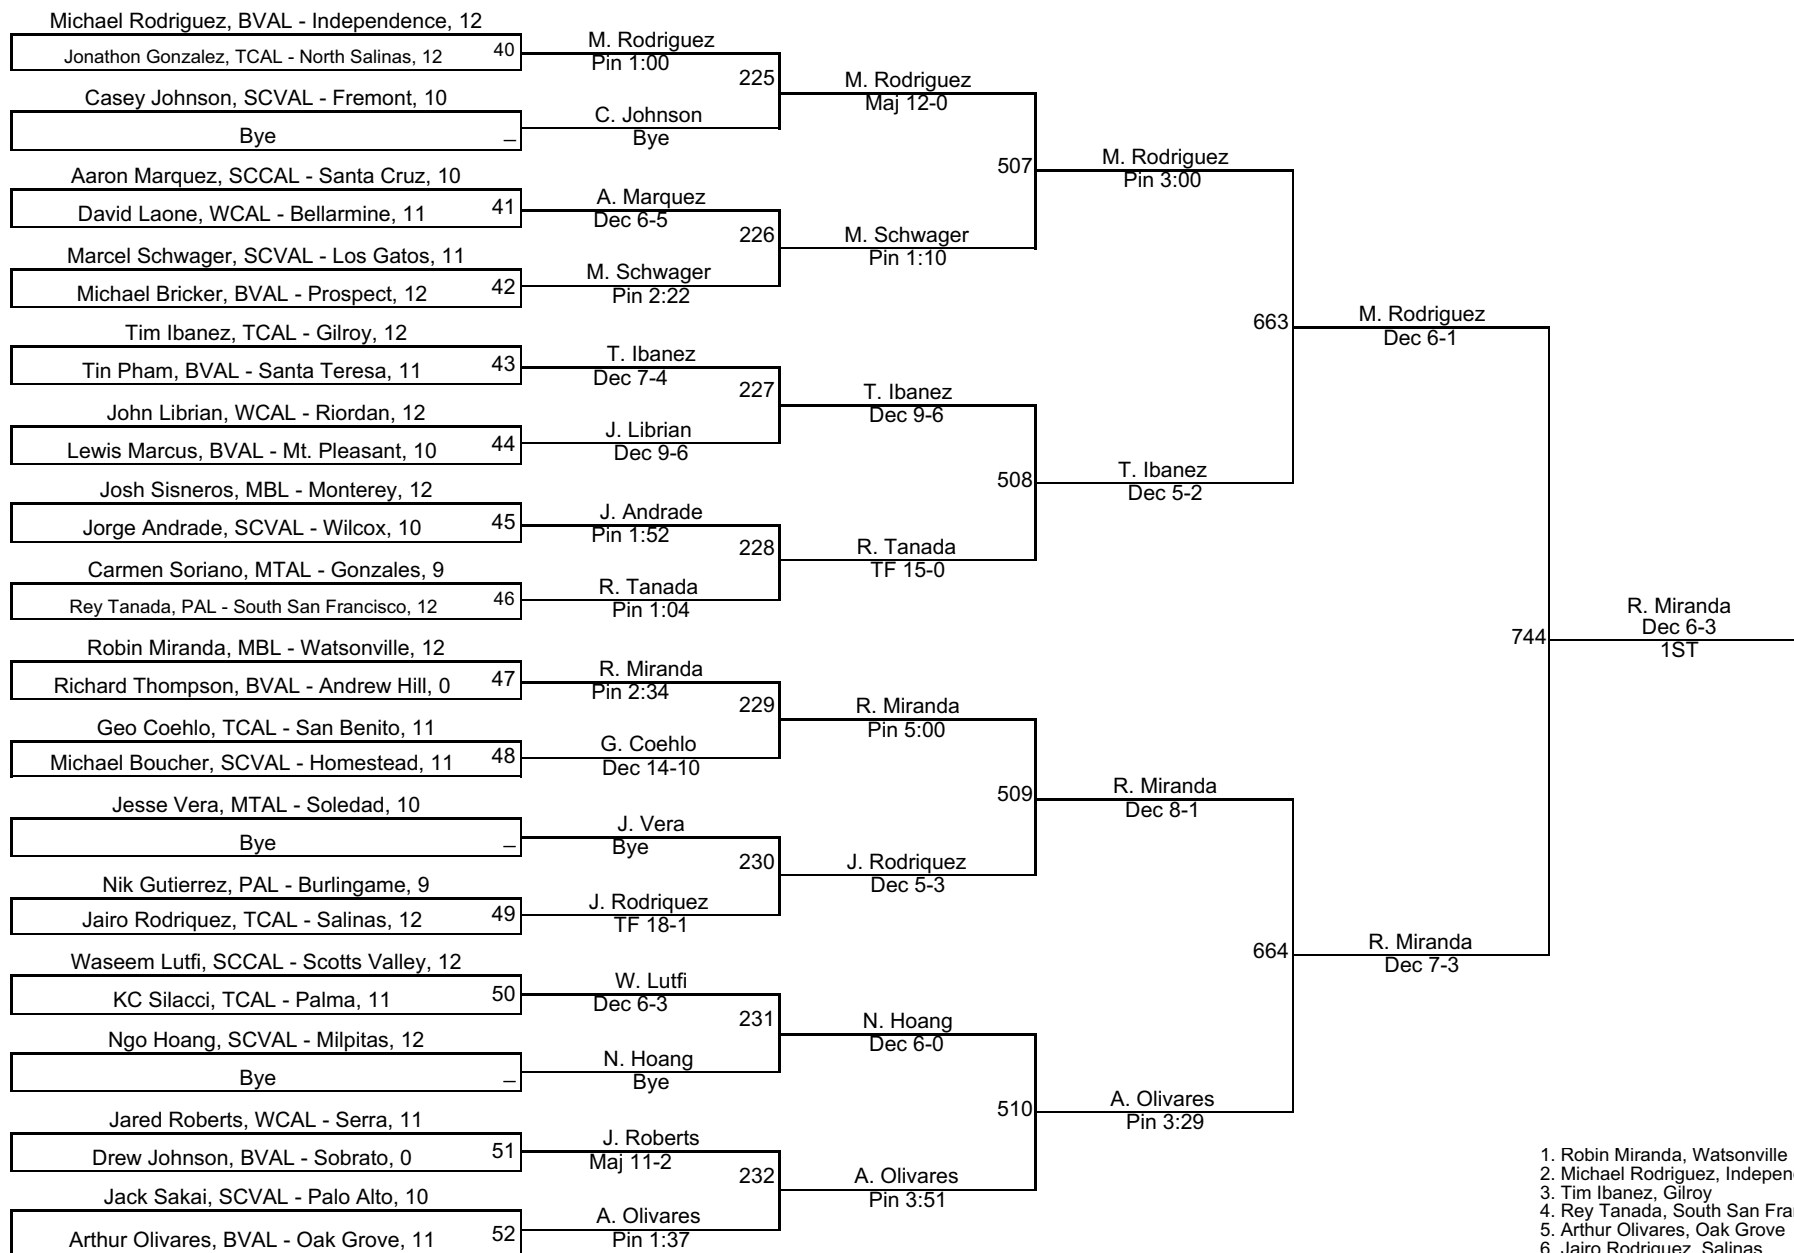 Michael Rodriguez, BVAL - Independence, 12
Jonathon Gonzalez, TCAL - North Salinas, 12
40
Casey Johnson, SCVAL - Fremont, 10
Bye
–
Aaron Marquez, SCCAL - Santa Cruz, 10
David Laone, WCAL - Bellarmine, 11
41
Marcel Schwager, SCVAL - Los Gatos, 11
Michael Bricker, BVAL - Prospect, 12
42
Tim Ibanez, TCAL - Gilroy, 12
Tin Pham, BVAL - Santa Teresa, 11
43
John Librian, WCAL - Riordan, 12
Lewis Marcus, BVAL - Mt. Pleasant, 10
44
Josh Sisneros, MBL - Monterey, 12
Jorge Andrade, SCVAL - Wilcox, 10
45
Carmen Soriano, MTAL - Gonzales, 9
Rey Tanada, PAL - South San Francisco, 12
46
Robin Miranda, MBL - Watsonville, 12
Richard Thompson, BVAL - Andrew Hill, 0
47
Geo Coehlo, TCAL - San Benito, 11
Michael Boucher, SCVAL - Homestead, 11
48
Jesse Vera, MTAL - Soledad, 10
Bye
–
Nik Gutierrez, PAL - Burlingame, 9
Jairo Rodriquez, TCAL - Salinas, 12
49
Waseem Lutfi, SCCAL - Scotts Valley, 12
KC Silacci, TCAL - Palma, 11
50
Ngo Hoang, SCVAL - Milpitas, 12
Bye
–
Jared Roberts, WCAL - Serra, 11
Drew Johnson, BVAL - Sobrato, 0
51
Jack Sakai, SCVAL - Palo Alto, 10
Arthur Olivares, BVAL - Oak Grove, 11
52
M. Rodriguez
Pin 1:00
225
C. Johnson
Bye
A. Marquez
Dec 6-5
226
M. Schwager
Pin 2:22
T. Ibanez
Dec 7-4
227
J. Librian
Dec 9-6
J. Andrade
Pin 1:52
228
R. Tanada
Pin 1:04
R. Miranda
Pin 2:34
229
G. Coehlo
Dec 14-10
J. Vera
Bye
230
J. Rodriquez
TF 18-1
W. Lutfi
Dec 6-3
231
N. Hoang
Bye
J. Roberts
Maj 11-2
232
A. Olivares
Pin 1:37
M. Rodriguez
Maj 12-0
507
M. Schwager
Pin 1:10
T. Ibanez
Dec 9-6
508
R. Tanada
TF 15-0
R. Miranda
Pin 5:00
509
J. Rodriquez
Dec 5-3
N. Hoang
Dec 6-0
510
A. Olivares
Pin 3:51
M. Rodriguez
Pin 3:00
663
T. Ibanez
Dec 5-2
R. Miranda
Dec 8-1
664
A. Olivares
Pin 3:29
M. Rodriguez
Dec 6-1
744
R. Miranda
Dec 7-3
R. Miranda
Dec 6-3
1ST
1. Robin Miranda, Watsonville
2. Michael Rodriguez, Indepen
3. Tim Ibanez, Gilroy
4. Rey Tanada, South San Fra
5. Arthur Olivares, Oak Grove
6. Jairo Rodriquez, Salinas